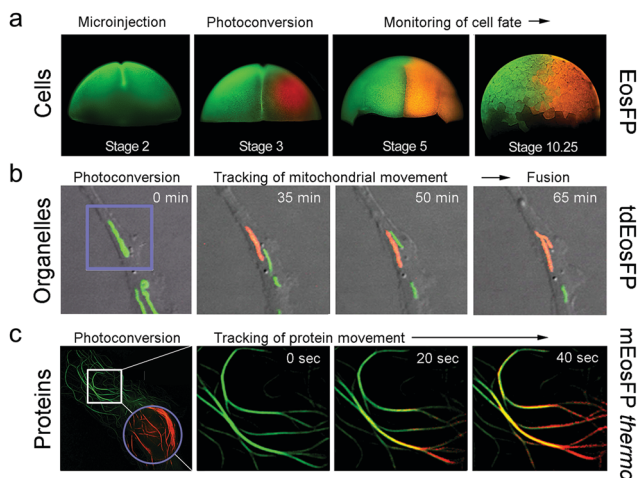 a
Microinjection Photoconversion Monitoring of cell fate
Cells
Stage 2 Stage 3 Stage 5 Stage 10.25
EosFP
b
Photoconversion Tracking of mitochondrial movement Fusion
Organelles
0 min 35 min 50 min 65 min
tdEosFP
c
Photoconversion Tracking of protein movement
Proteins
0 sec 20 sec 40 sec
mEosFP thermo